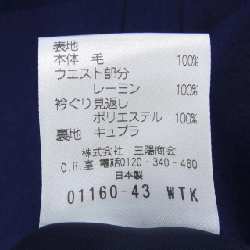 表地
本体 毛 100%
ウエスト部分
レーヨン 100%
衿ぐり見返し
ポリエステル 100%
裏地 キュプラ
株式会社 三陽商会
C.R.室 電話0120-340-460
日本製
01160-43 WTK